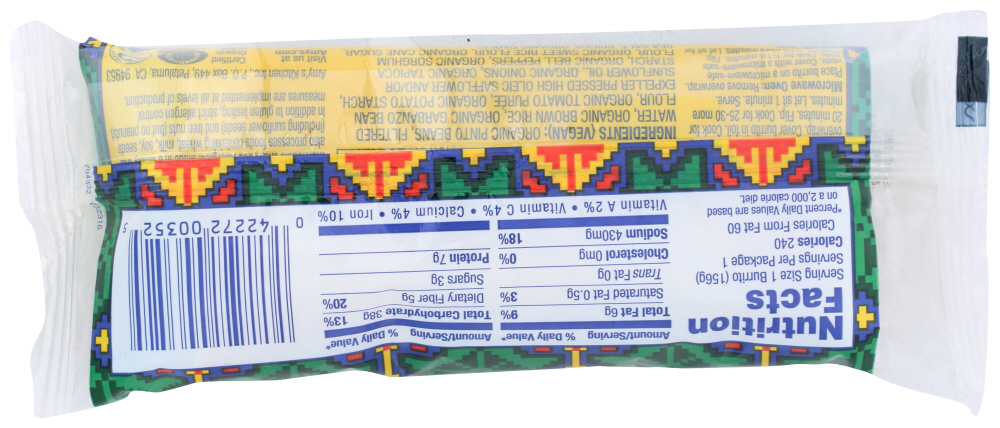 Nutrition
Facts
Serving Size 1 Burrito (156g)
Servings Per Package 1
Calories 240
Calories From Fat 60
*Percent Daily Values are based
on a 2,000 calorie diet.
Amount/Serving % Daily Value*
Total Fat 6g 9%
Saturated Fat 0.5g 3%
Trans Fat 0g
Cholesterol 0mg 0%
Sodium 430mg 18%
Amount/Serving % Daily Value*
Total Carbohydrate 38g 13%
Dietary Fiber 5g 20%
Sugars 3g
Protein 7g
Vitamin A 2% • Vitamin C 4% • Calcium 4% • Iron 10%
0 42272 00352 5
overwrap. Cover burrito in foil. Cook for
20 minutes. Flip. Cook for 25-30 more
minutes. Let sit 1 minute. Serve.
Microwave Oven: Remove overwrap.
Place burrito on microwave-safe
INGREDIENTS (VEGAN): ORGANIC PINTO BEANS, FILTERED
WATER, ORGANIC BROWN RICE, ORGANIC GARBANZO BEAN
FLOUR, ORGANIC TOMATO PURÉE, ORGANIC POTATO STARCH,
EXPELLER PRESSED HIGH OLEIC SAFFLOWER AND/OR
SUNFLOWER OIL, ORGANIC ONIONS, ORGANIC TAPIOCA
STARCH, ORGANIC BELL PEPPERS, ORGANIC SORGHUM
FLOUR, ORGANIC SWEET RICE FLOUR, ORGANIC CANE SUGAR,
also processes foods containing wheat, milk, soy, seeds
(including sunflower seeds) and tree nuts (no peanuts).
In addition to gluten testing, strict allergen control
measures are implemented at all levels of production.
Amy's Kitchen Inc. P.O. Box 449, Petaluma, CA 94953
Visit us at
Amys.com
Certified
Organic